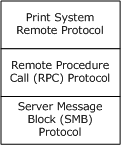 Print System
Remote Protocol
Remote Procedure
Call (RPC) Protocol
Server Message
Block (SMB)
Protocol